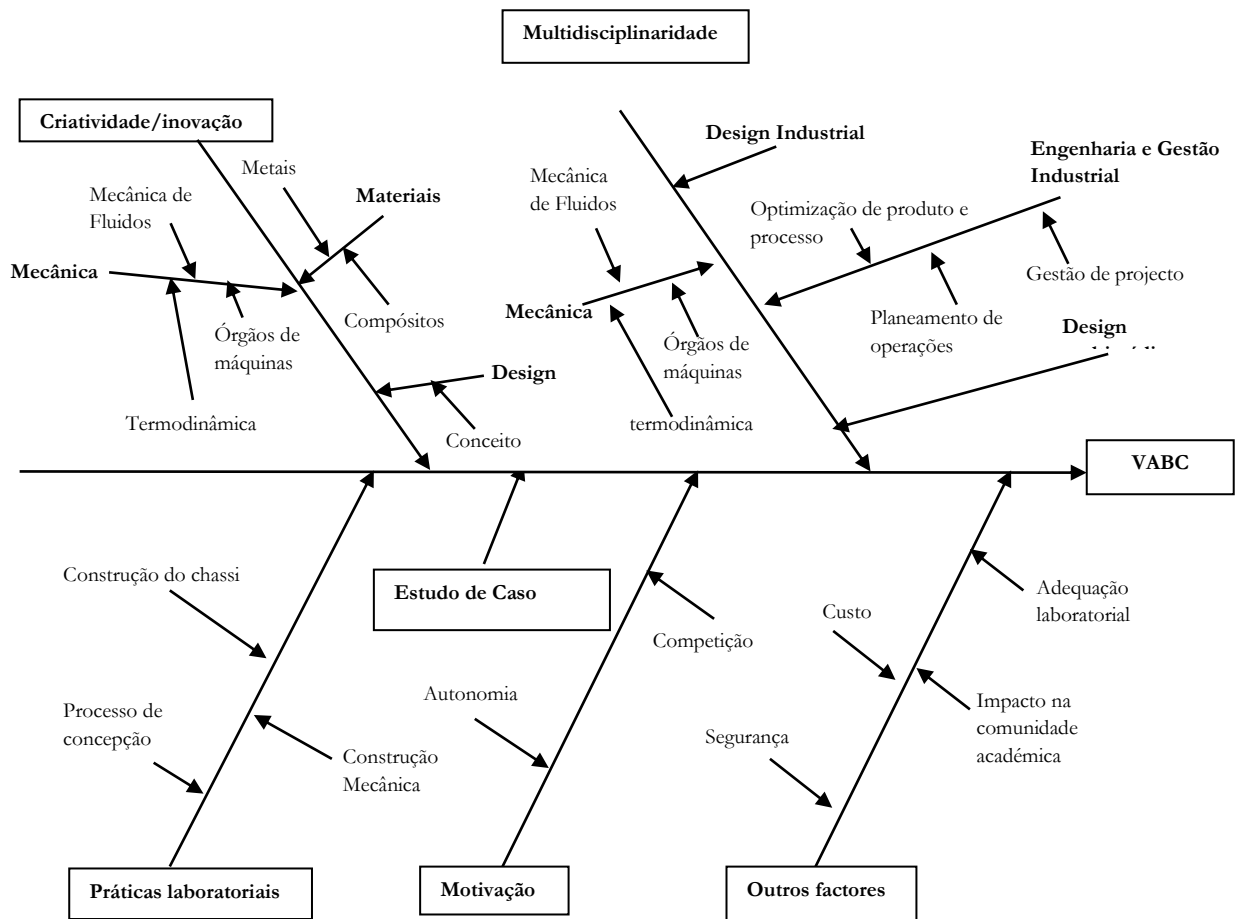 Multidisciplinaridade
Criatividade/inovação
Design Industrial
Engenharia e Gestão
Industrial
Metais
Mecânica de
Fluidos
Materiais
Mecânica
de Fluidos
Optimização de produto e
processo
Mecânica
Gestão de projecto
Compósitos
Mecânica
Órgãos de
máquinas
Órgãos de
máquinas
Planeamento de
operações
Design
Design
Termodinâmica
Conceito
termodinâmica
VABC
Construção do chassi
Estudo de Caso
Adequação
laboratorial
Custo
Competição
Autonomia
Processo de
concepção
Impacto na
comunidade
académica
Segurança
Construção
Mecânica
Práticas laboratoriais
Motivação
Outros factores